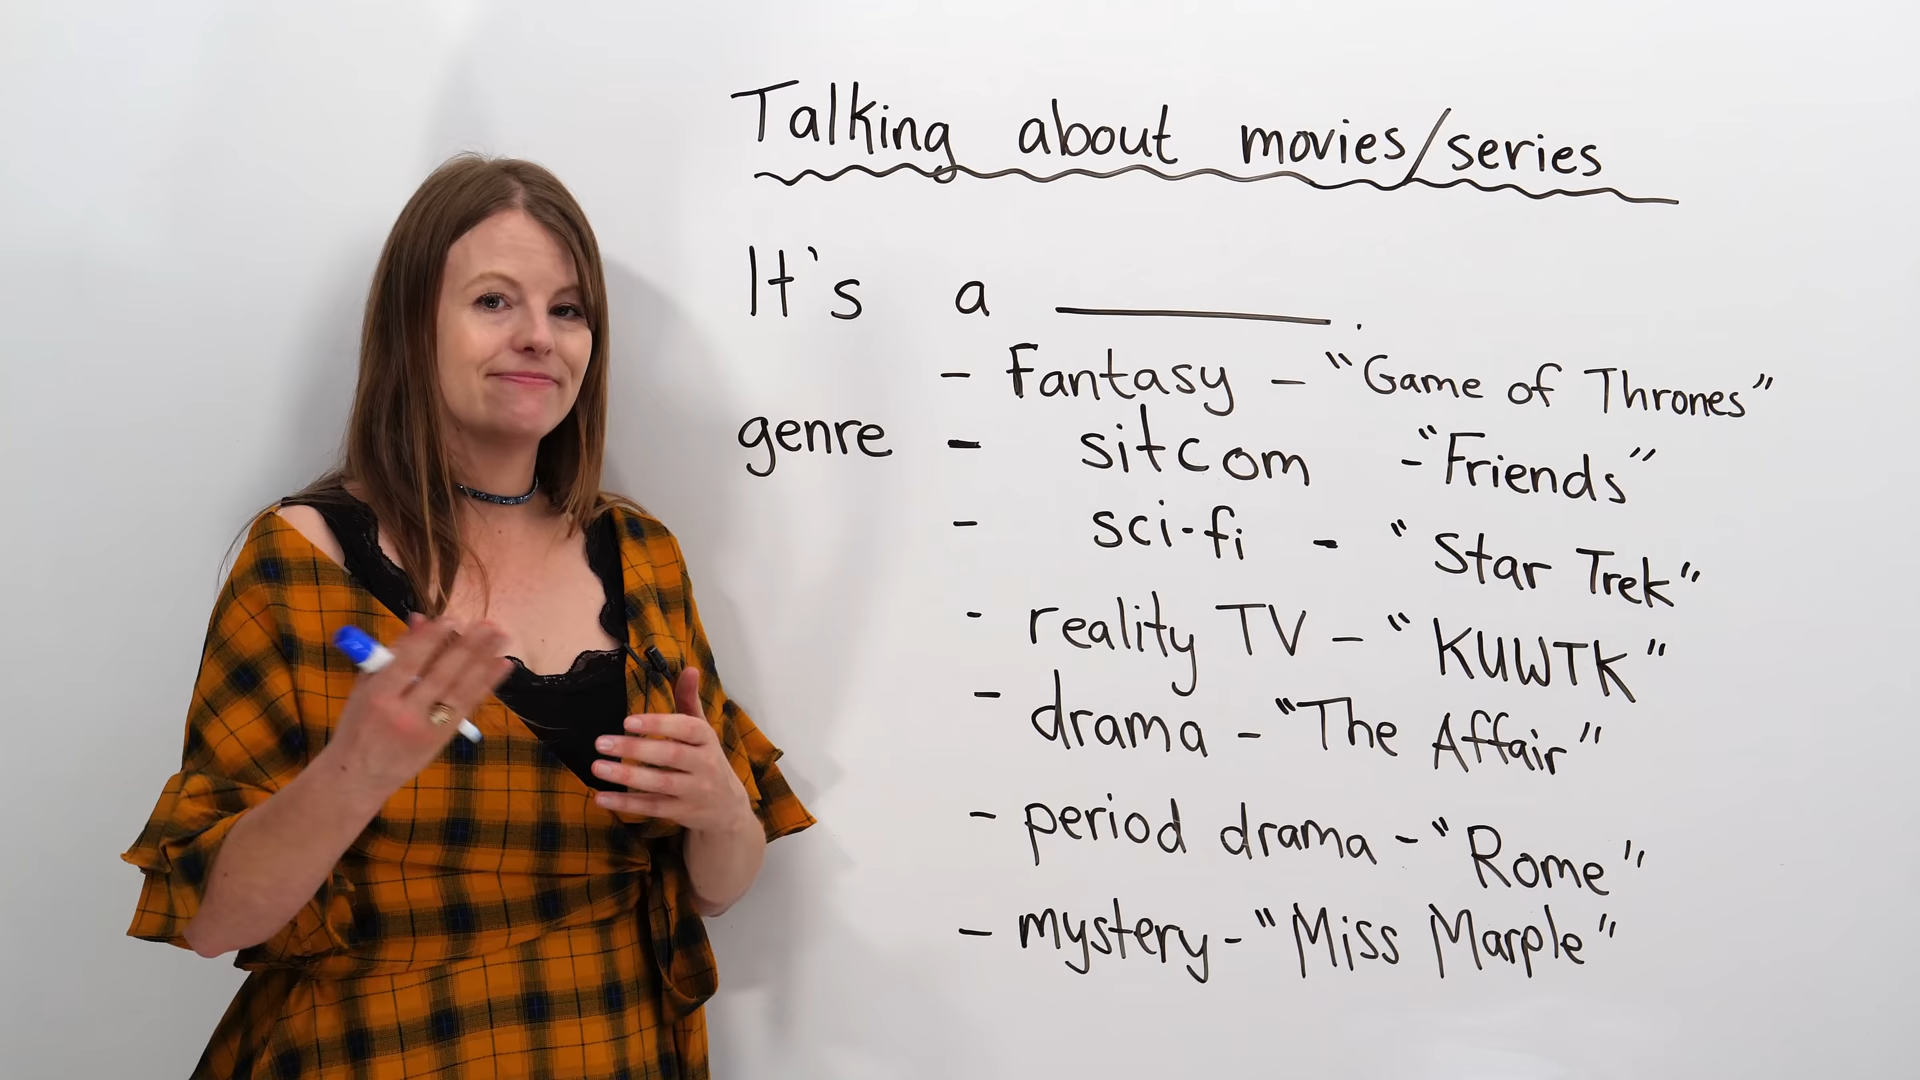 Talking about movies/series
It's a ________.
- Fantasy - "Game of Thrones"
genre - sitcom - "Friends"
- sci-fi - "Star Trek"
- reality TV - "KUWTK"
- drama - "The Affair"
- period drama - "Rome"
- mystery - "Miss Marple"